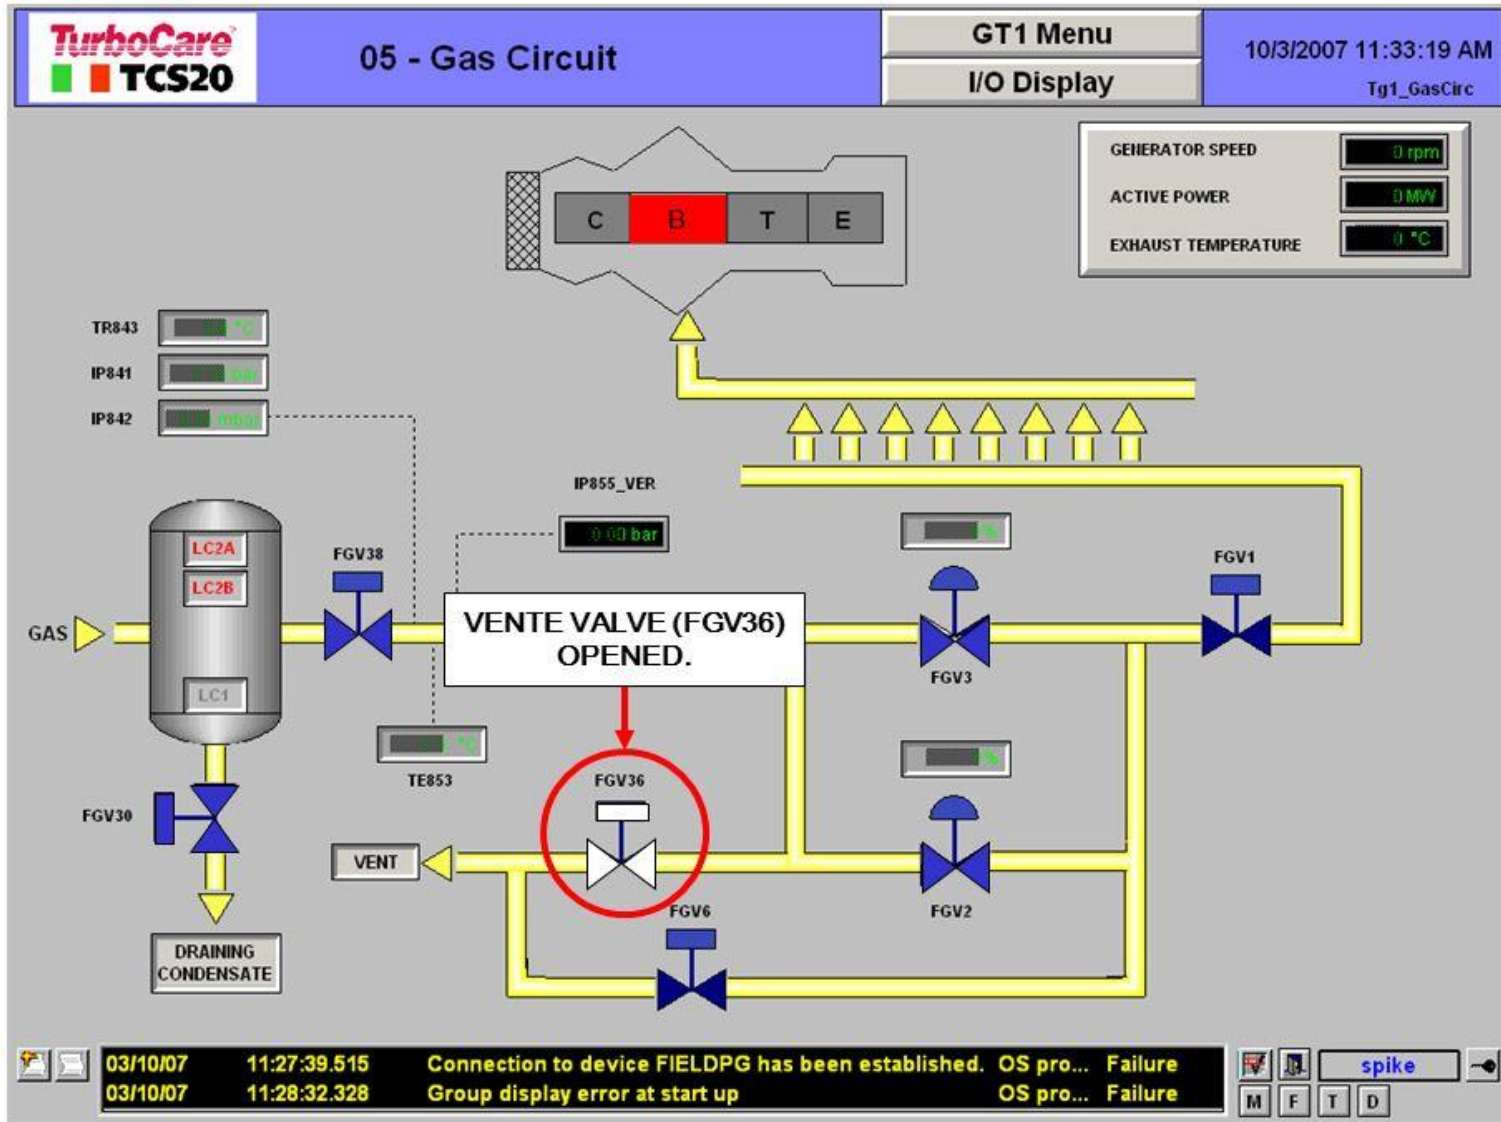 TurboCare
TCS20
05 - Gas Circuit
GT1 Menu
I/O Display
10/3/2007 11:33:19 AM
Tg1_GasCirc
GENERATOR SPEED
0 rpm
ACTIVE POWER
0 MW
EXHAUST TEMPERATURE
0 °C
C B T E
TR843
°C
IP841
bar
IP842
mbar
IP855_VER
0.00 bar
%
LC2A
LC2B
LC1
FGV38
FGV1
GAS
VENTE VALVE (FGV36)
OPENED.
FGV3
°C
TE853
%
FGV36
FGV30
VENT
FGV2
FGV6
DRAINING
CONDENSATE
03/10/07 11:27:39.515 Connection to device FIELDPG has been established. OS pro... Failure
03/10/07 11:28:32.328 Group display error at start up OS pro... Failure
spike
M F T D